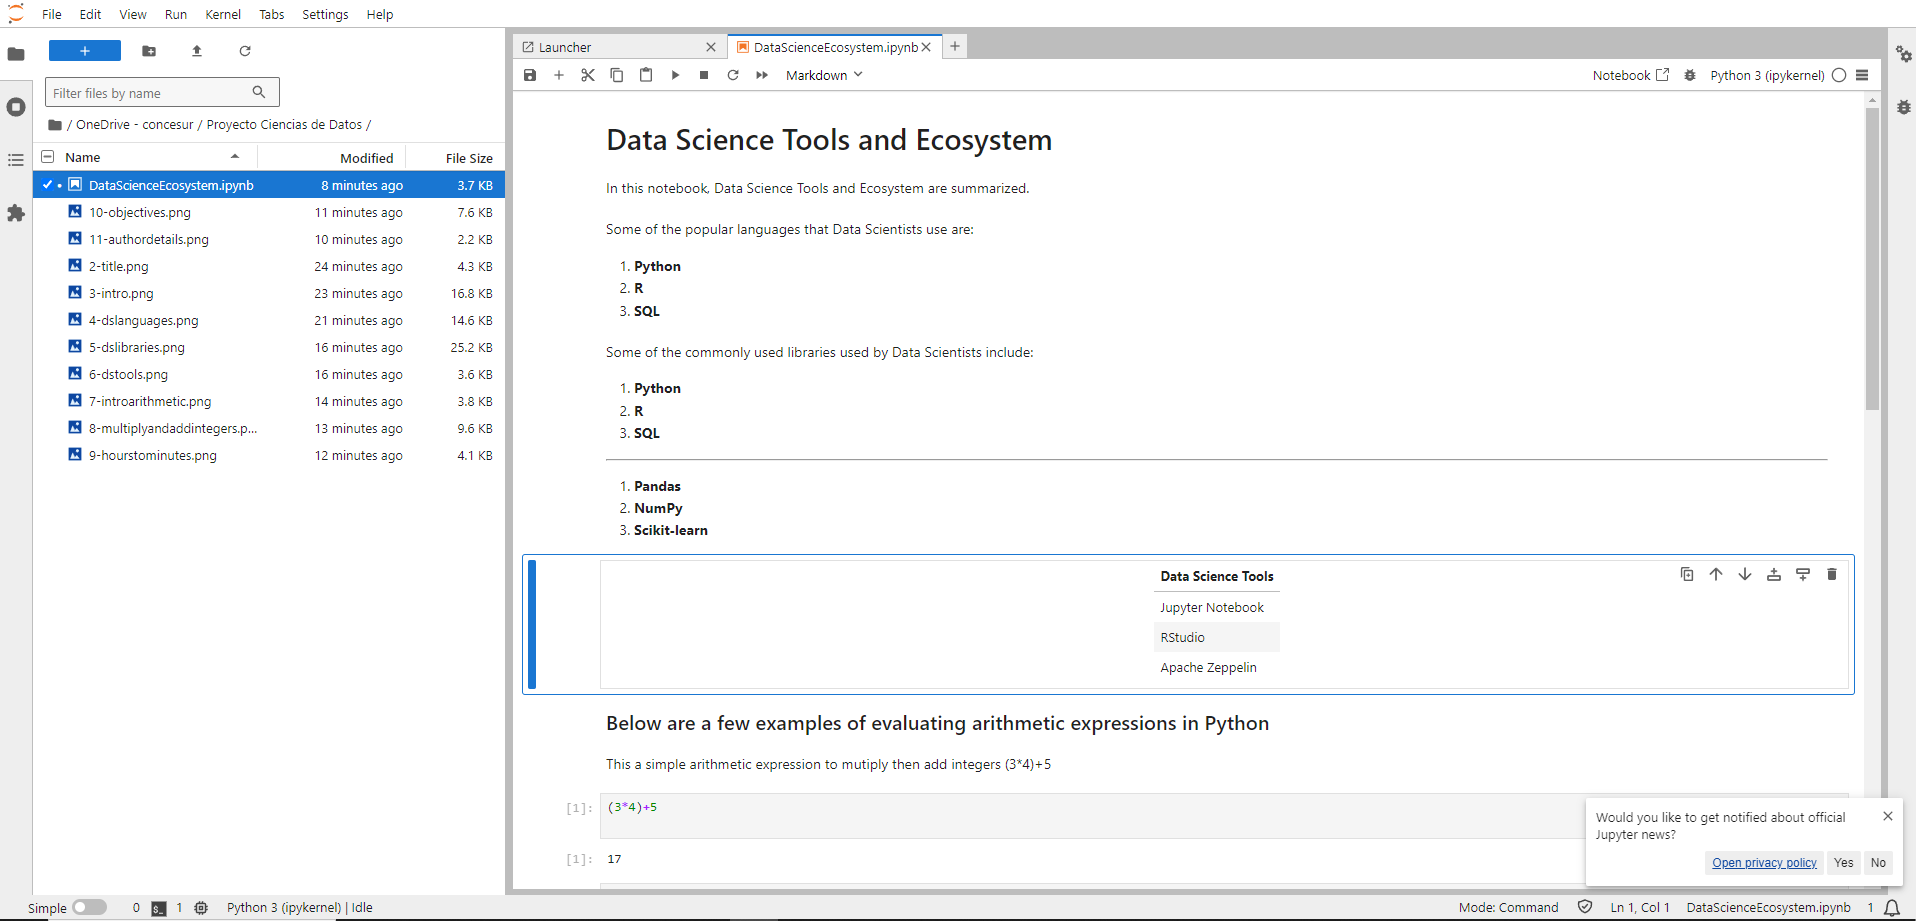 File Edit View Run Kernel Tabs Settings Help
Filter files by name
/ OneDrive - concesur / Proyecto Ciencias de Datos /
Name Modified File Size
DataScienceEcosystem.ipynb 8 minutes ago 3.7 KB
10-objectives.png 11 minutes ago 7.6 KB
11-authordetails.png 10 minutes ago 2.2 KB
2-title.png 24 minutes ago 4.3 KB
3-intro.png 23 minutes ago 16.8 KB
4-dslanguages.png 21 minutes ago 14.6 KB
5-dslibraries.png 16 minutes ago 25.2 KB
6-dstools.png 16 minutes ago 3.6 KB
7-introarithmetic.png 14 minutes ago 3.8 KB
8-multiplyandaddintegers.p... 13 minutes ago 9.6 KB
9-hourstominutes.png 12 minutes ago 4.1 KB
Launcher DataScienceEcosystem.ipynb
Markdown Notebook Python 3 (ipykernel)
Data Science Tools and Ecosystem
In this notebook, Data Science Tools and Ecosystem are summarized.
Some of the popular languages that Data Scientists use are:
1. Python
2. R
3. SQL
Some of the commonly used libraries used by Data Scientists include:
1. Python
2. R
3. SQL
1. Pandas
2. NumPy
3. Scikit-learn
Data Science Tools
Jupyter Notebook
RStudio
Apache Zeppelin
Below are a few examples of evaluating arithmetic expressions in Python
This a simple arithmetic expression to mutiply then add integers (3*4)+5
[1]: (3*4)+5
[1]: 17
Would you like to get notified about official
Jupyter news?
Open privacy policy Yes No
Simple 0 $_ 1 Python 3 (ipykernel) | Idle Mode: Command Ln 1, Col 1 DataScienceEcosystem.ipynb 1